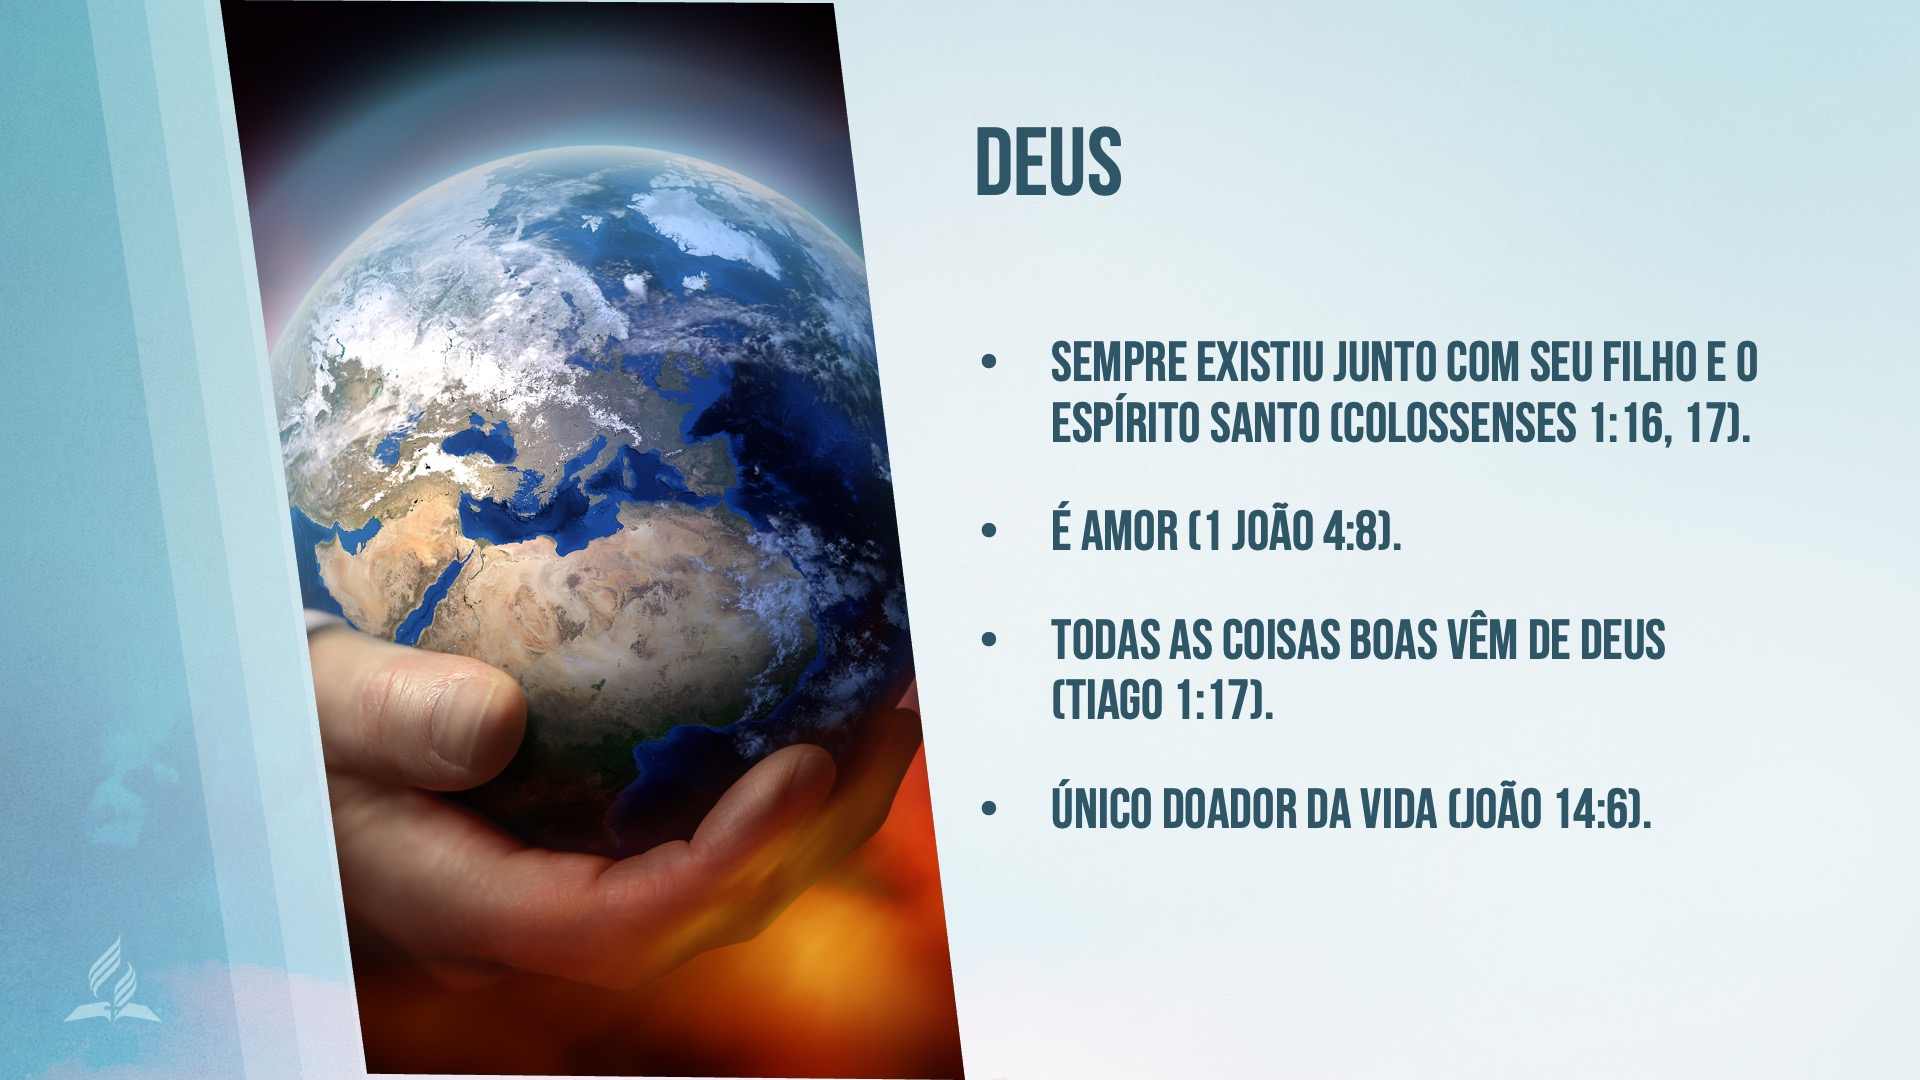 DEUS
• SEMPRE EXISTIU JUNTO COM SEU FILHO E O
ESPÍRITO SANTO (COLOSSENSES 1:16, 17).
• É AMOR (1 JOÃO 4:8).
• TODAS AS COISAS BOAS VÊM DE DEUS
(TIAGO 1:17).
• ÚNICO DOADOR DA VIDA (JOÃO 14:6).